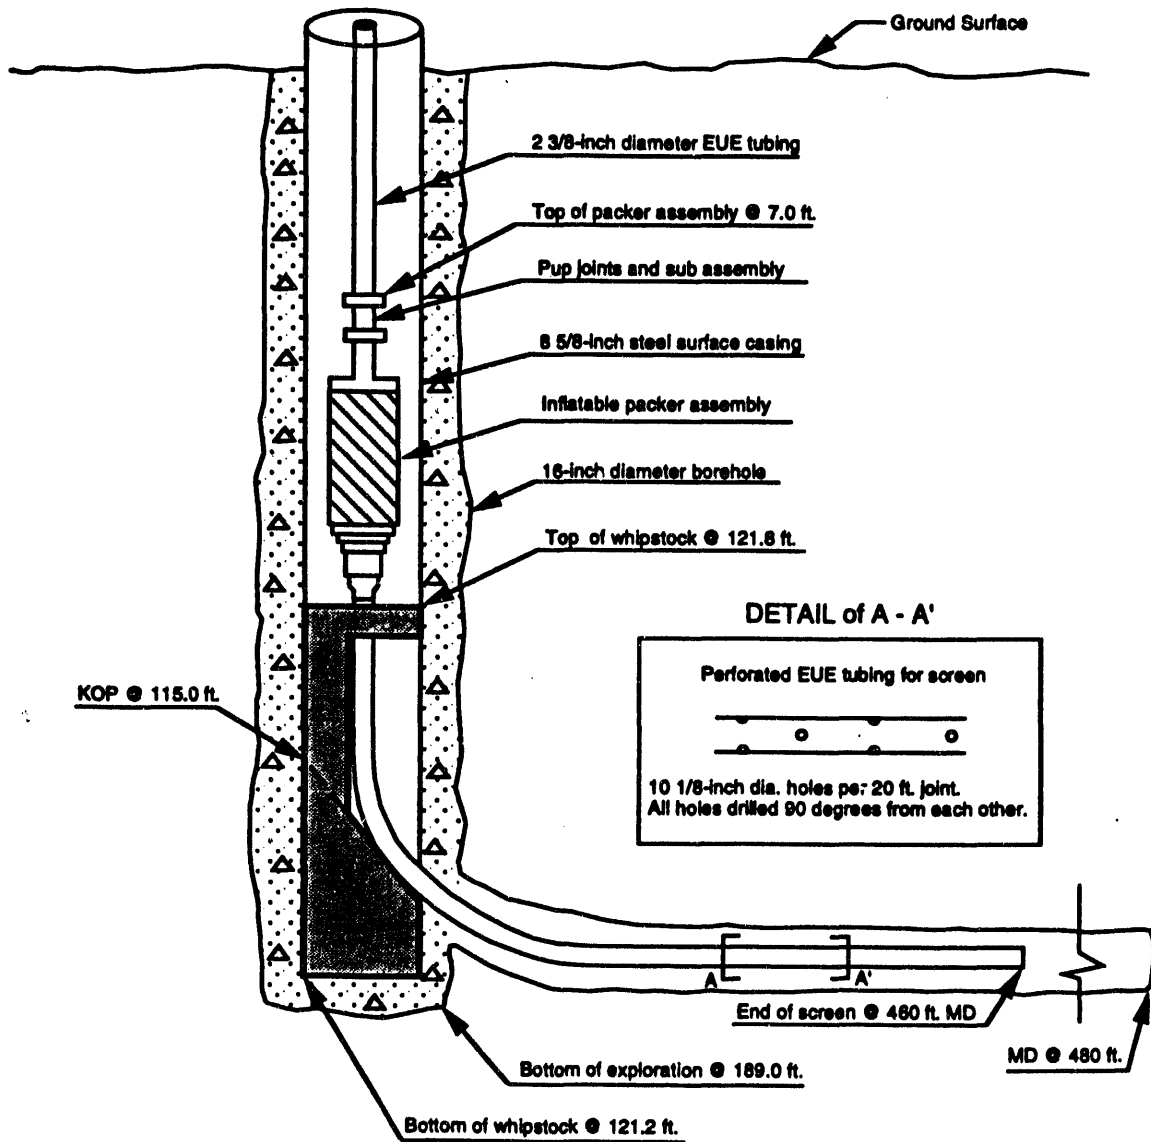 Ground Surface
2 3/8-inch diameter EUE tubing
Top of packer assembly @ 7.0 ft.
Pup joints and sub assembly
8 5/8-inch steel surface casing
Inflatable packer assembly
16-inch diameter borehole
Top of whipstock @ 121.8 ft.
DETAIL of A - A'
Perforated EUE tubing for screen
10 1/8-inch dia. holes per 20 ft. joint.
All holes drilled 90 degrees from each other.
KOP @ 115.0 ft.
A A'
End of screen @ 460 ft. MD
MD @ 480 ft.
Bottom of exploration @ 189.0 ft.
Bottom of whipstock @ 121.2 ft.